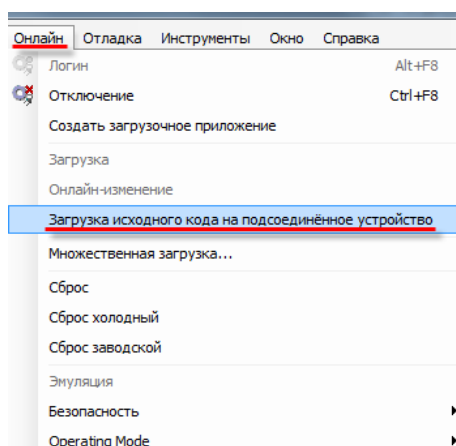 Онлайн Отладка Инструменты Окно Справка
Логин Alt+F8
Отключение Ctrl+F8
Создать загрузочное приложение
Загрузка
Онлайн-изменение
Загрузка исходного кода на подсоединённое устройство
Множественная загрузка...
Сброс
Сброс холодный
Сброс заводской
Эмуляция
Безопасность
Operating Mode